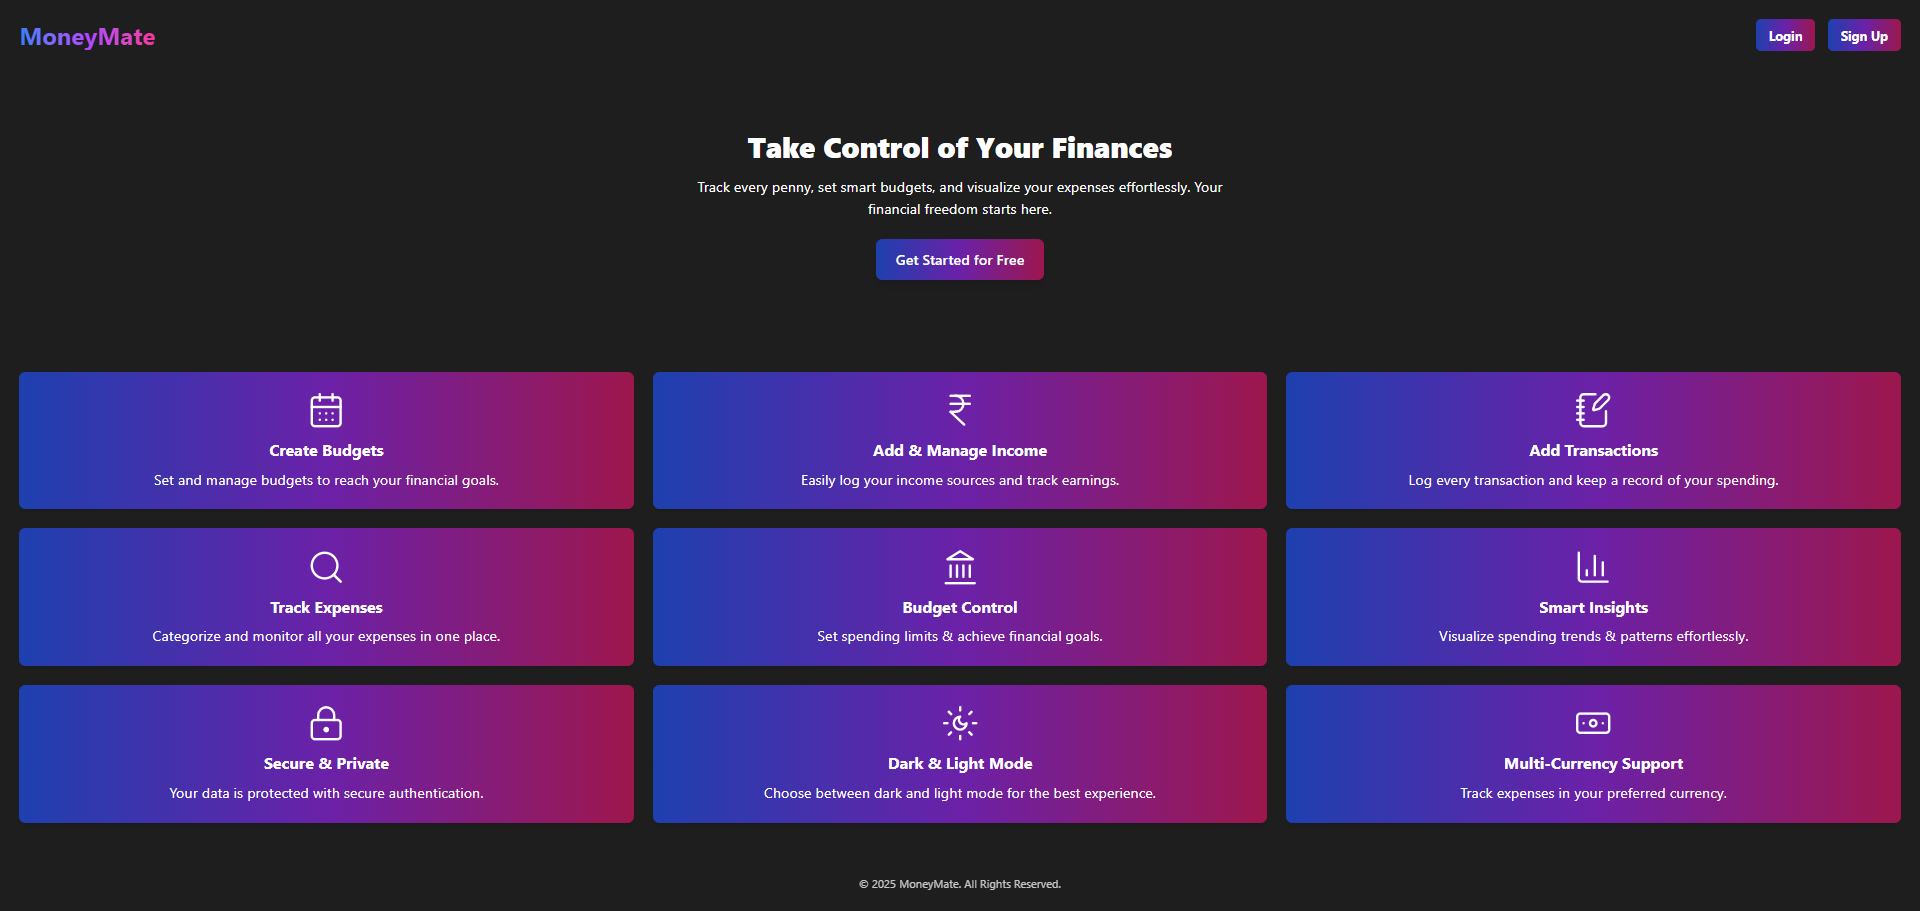 MoneyMate
Login
Sign Up
Take Control of Your Finances
Track every penny, set smart budgets, and visualize your expenses effortlessly. Your
financial freedom starts here.
Get Started for Free
Create Budgets
Set and manage budgets to reach your financial goals.
Add & Manage Income
Easily log your income sources and track earnings.
Add Transactions
Log every transaction and keep a record of your spending.
Track Expenses
Categorize and monitor all your expenses in one place.
Budget Control
Set spending limits & achieve financial goals.
Smart Insights
Visualize spending trends & patterns effortlessly.
Secure & Private
Your data is protected with secure authentication.
Dark & Light Mode
Choose between dark and light mode for the best experience.
Multi-Currency Support
Track expenses in your preferred currency.
© 2025 MoneyMate. All Rights Reserved.